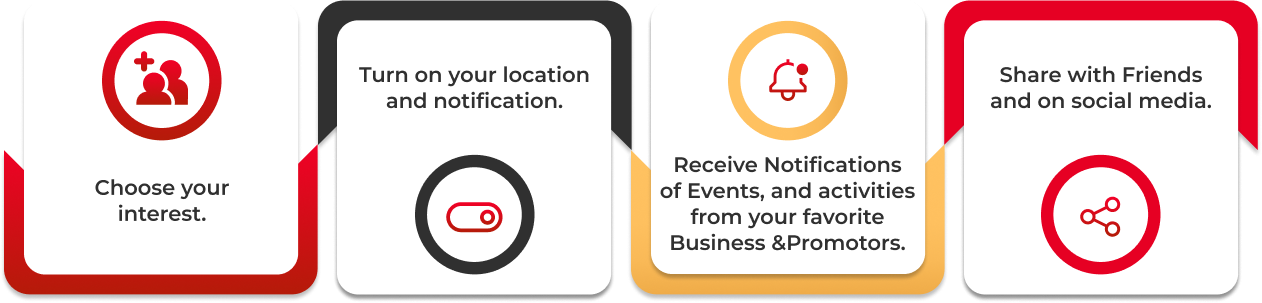 Choose your
interest.
Turn on your location
and notification.
Receive Notifications
of Events, and activities
from your favorite
Business &Promotors.
Share with Friends
and on social media.